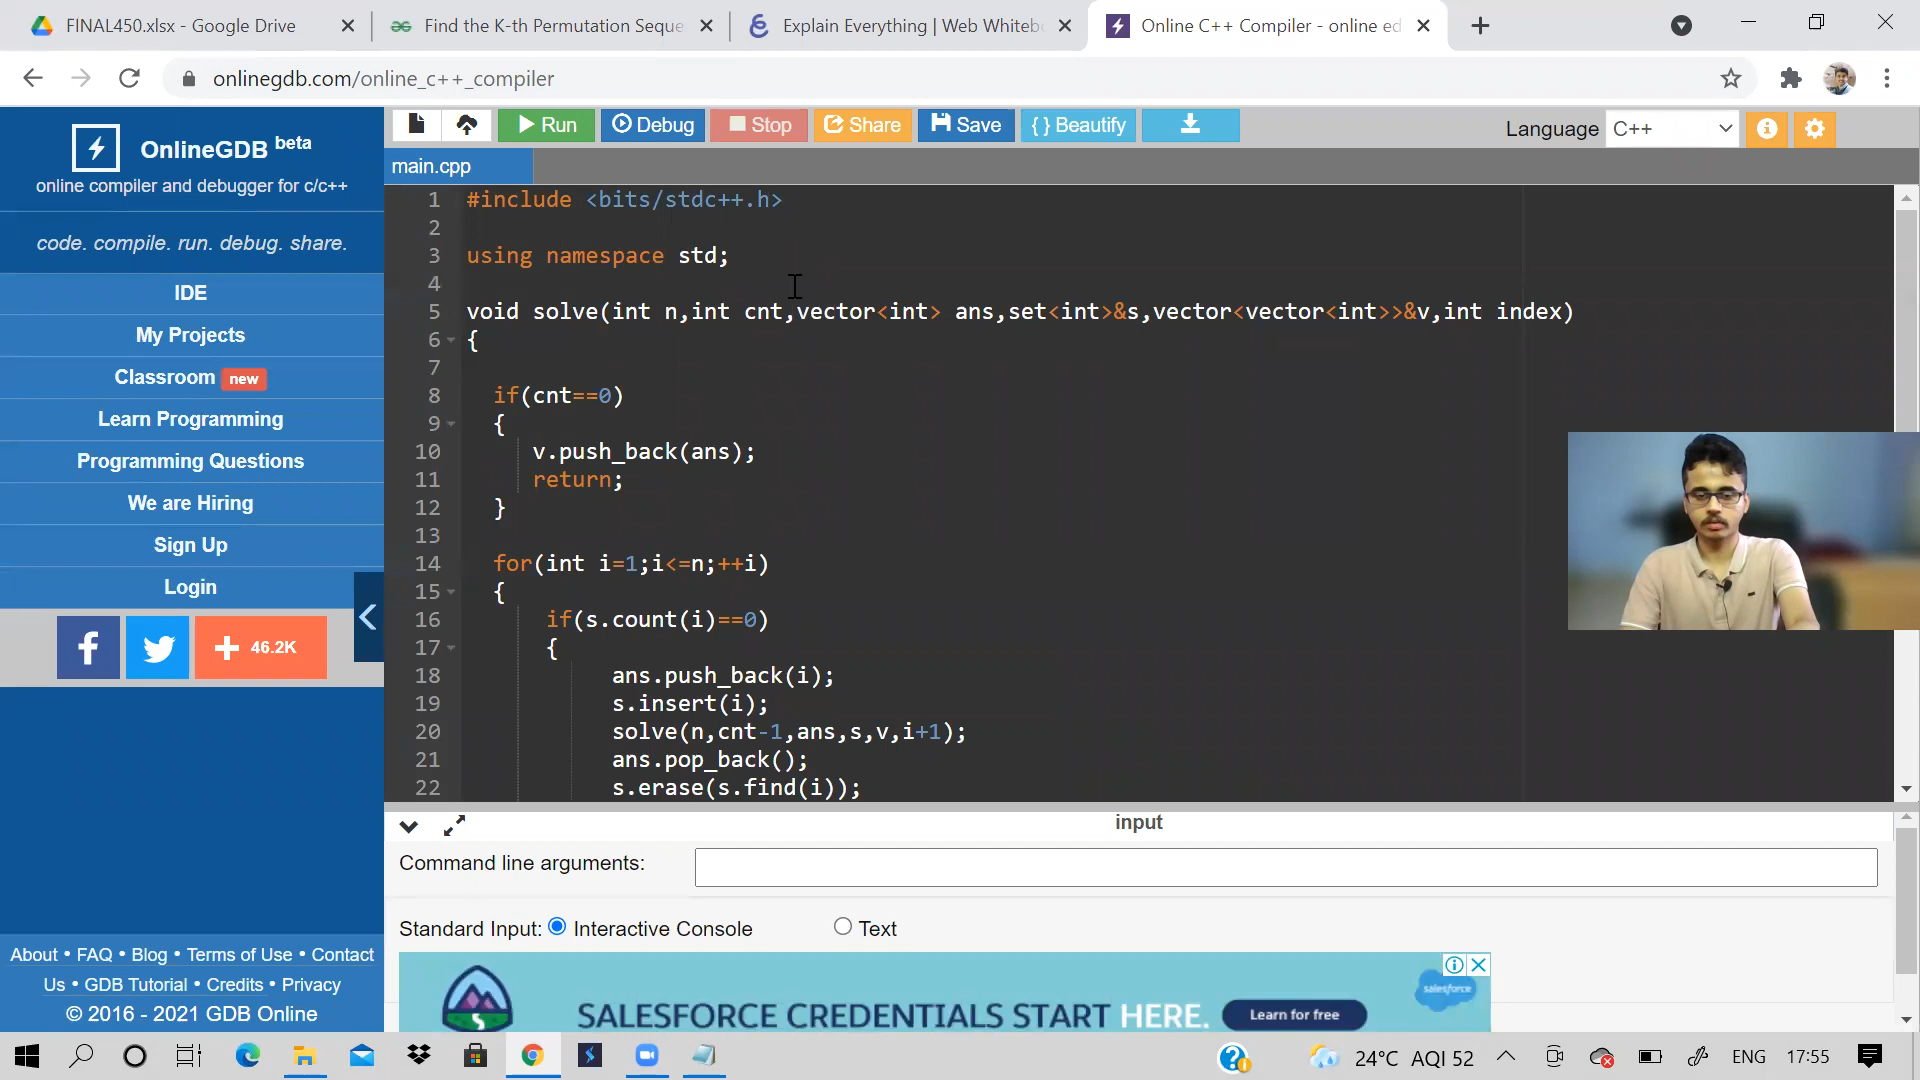 FINAL450.xlsx - Google Drive
Find the K-th Permutation Seque
Explain Everything | Web Whitebo
Online C++ Compiler - online ed
onlinegdb.com/online_c++_compiler
OnlineGDB beta
online compiler and debugger for c/c++
code. compile. run. debug. share.
IDE
My Projects
Classroom new
Learn Programming
Programming Questions
We are Hiring
Sign Up
Login
46.2K
About • FAQ • Blog • Terms of Use • Contact
Us • GDB Tutorial • Credits • Privacy
© 2016 - 2021 GDB Online
Run Debug Stop Share Save { } Beautify
Language C++
main.cpp
1 #include <bits/stdc++.h>
2
3 using namespace std;
4
5 void solve(int n,int cnt,vector<int> ans,set<int>&s,vector<vector<int>>&v,int index)
6 {
7
8 if(cnt==0)
9 {
10 v.push_back(ans);
11 return;
12 }
13
14 for(int i=1;i<=n;++i)
15 {
16 if(s.count(i)==0)
17 {
18 ans.push_back(i);
19 s.insert(i);
20 solve(n,cnt-1,ans,s,v,i+1);
21 ans.pop_back();
22 s.erase(s.find(i));
input
Command line arguments:
Standard Input: Interactive Console Text
SALESFORCE CREDENTIALS START HERE.
Learn for free
salesforce
24°C AQI 52
ENG
17:55